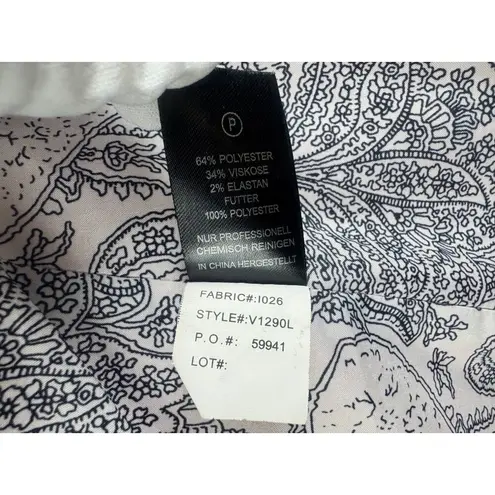 P
64% POLYESTER
34% VISKOSE
2% ELASTAN
FUTTER
100% POLYESTER
NUR PROFESSIONELL
CHEMISCH REINIGEN
IN CHINA HERGESTELLT
FABRIC#:I026
STYLE#:V1290L
P.O.#: 59941
LOT#: